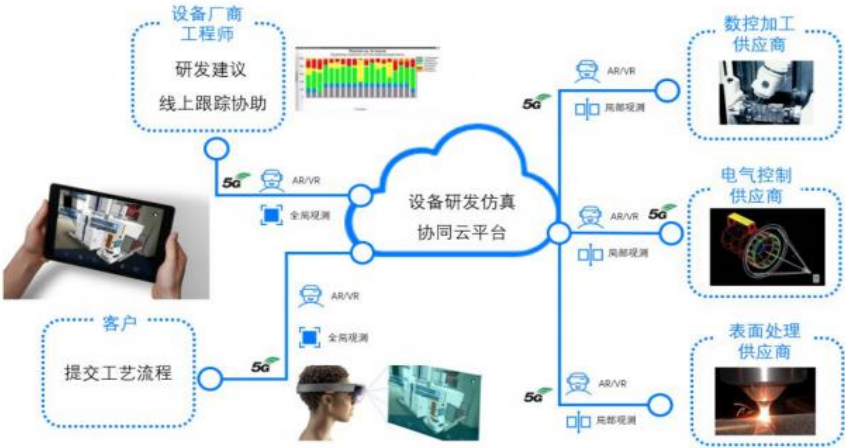 设备厂商
工程师
研发建议
线上跟踪协助
5G
AR/VR
全局观测
客户
提交工艺流程
5G
AR/VR
全局观测
设备研发仿真
协同云平台
5G
AR/VR
局部观测
数控加工
供应商
AR/VR
5G
局部观测
电气控制
供应商
5G
AR/VR
局部观测
表面处理
供应商